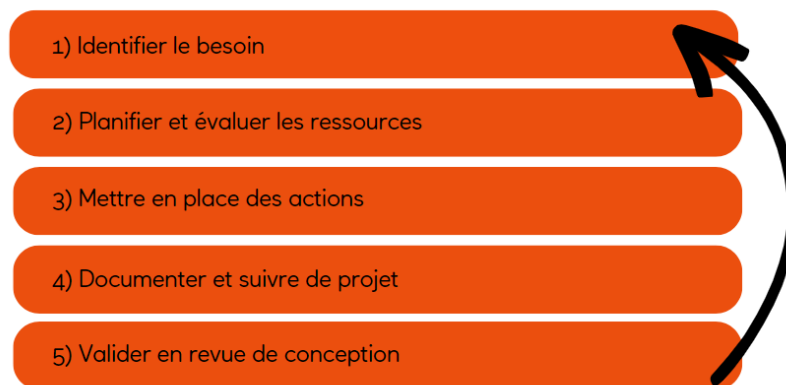 1) Identifier le besoin
2) Planifier et évaluer les ressources
3) Mettre en place des actions
4) Documenter et suivre de projet
5) Valider en revue de conception